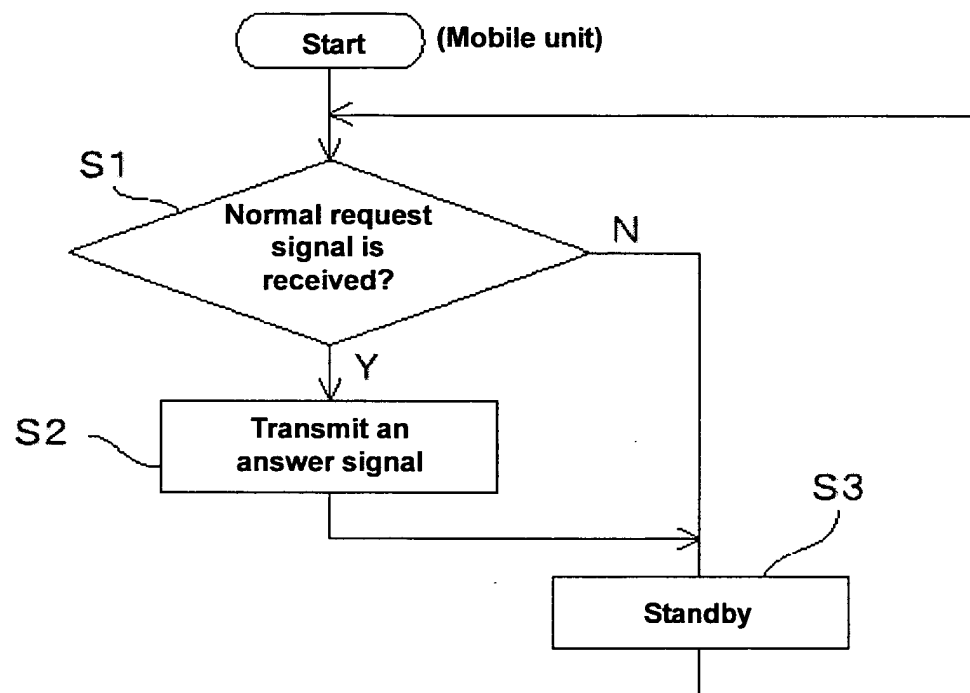 Start
(Mobile unit)
S1
Normal request
signal is
received?
N
Y
S2
Transmit an
answer signal
S3
Standby